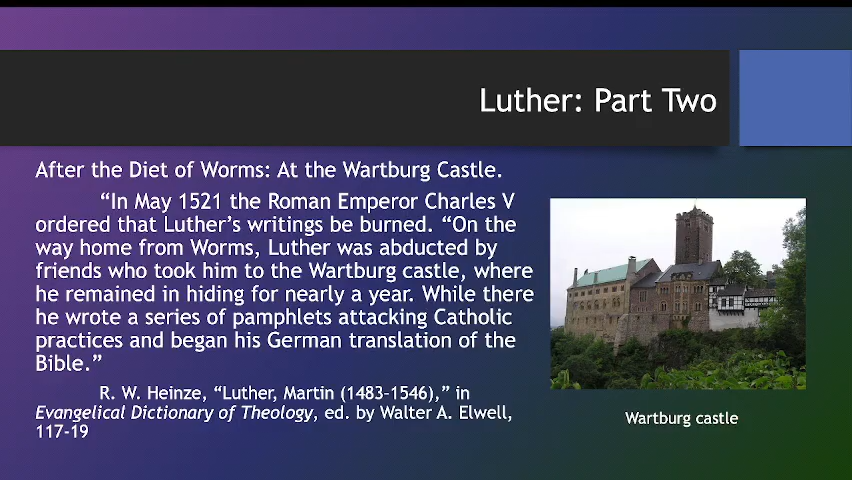 Luther: Part Two
After the Diet of Worms: At the Wartburg Castle.
“In May 1521 the Roman Emperor Charles V
ordered that Luther’s writings be burned. “On the
way home from Worms, Luther was abducted by
friends who took him to the Wartburg castle, where
he remained in hiding for nearly a year. While there
he wrote a series of pamphlets attacking Catholic
practices and began his German translation of the
Bible.”
R. W. Heinze, “Luther, Martin (1483-1546),” in
Evangelical Dictionary of Theology, ed. by Walter A. Elwell,
117-19
Wartburg castle